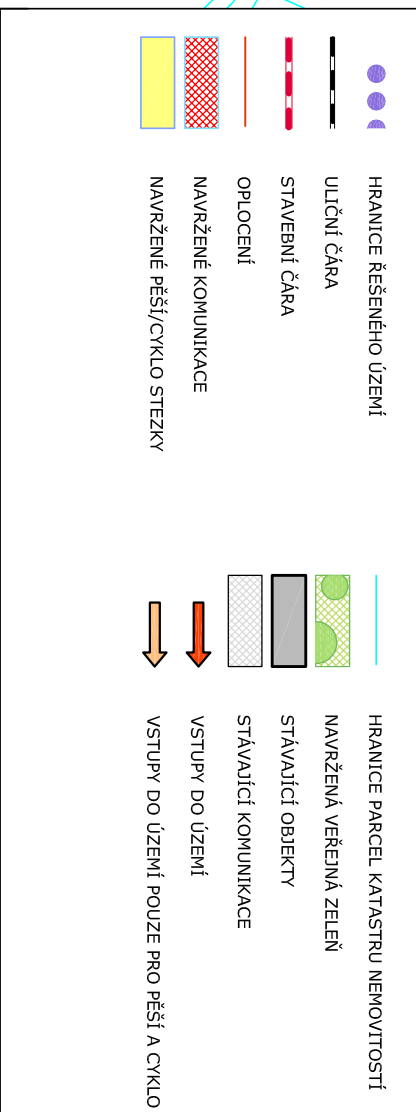 HRANICE ŘEŠENÉHO ÚZEMÍ
ULIČNÍ ČÁRA
STAVEBNÍ ČÁRA
OPLOCENÍ
NAVRŽENÉ KOMUNIKACE
NAVRŽENÉ PĚŠÍ/CYKLO STEZKY
HRANICE PARCEL KATASTRU NEMOVITOSTÍ
NAVRŽENÁ VEŘEJNÁ ZELEŇ
STÁVAJÍCÍ OBJEKTY
STÁVAJÍCÍ KOMUNIKACE
VSTUPY DO ÚZEMÍ
VSTUPY DO ÚZEMÍ POUZE PRO PĚŠÍ A CYKLO